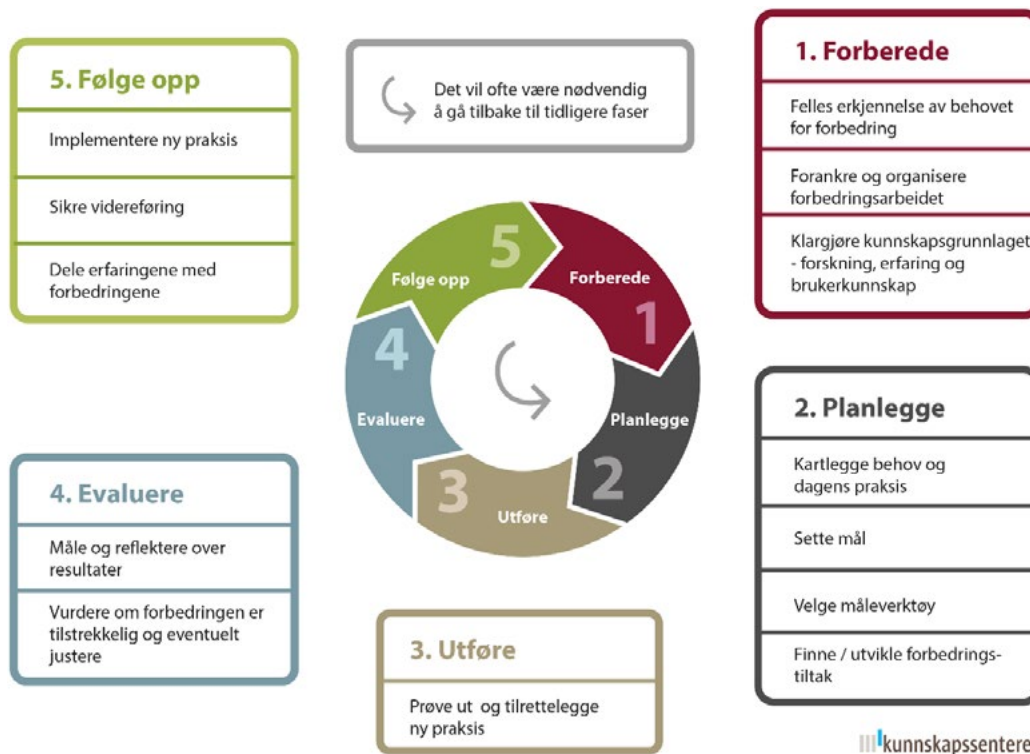 5. Følge opp
Implementere ny praksis
Sikre videreføring
Dele erfaringene med
forbedringene
Det vil ofte være nødvendig
å gå tilbake til tidligere faser
1. Forberede
Felles erkjennelse av behovet
for forbedring
Forankre og organisere
forbedringsarbeidet
Klargjøre kunnskapsgrunnlaget
- forskning, erfaring og
brukerkunnskap
5
Følge opp
Forberede
1
4
Evaluere
Planlegge
2
3
Utføre
2. Planlegge
Kartlegge behov og
dagens praksis
Sette mål
Velge måleverktøy
Finne / utvikle forbedrings-
tiltak
4. Evaluere
Måle og reflektere over
resultater
Vurdere om forbedringen er
tilstrekkelig og eventuelt
justere
3. Utføre
Prøve ut og tilrettelegge
ny praksis
kunnskapssentere